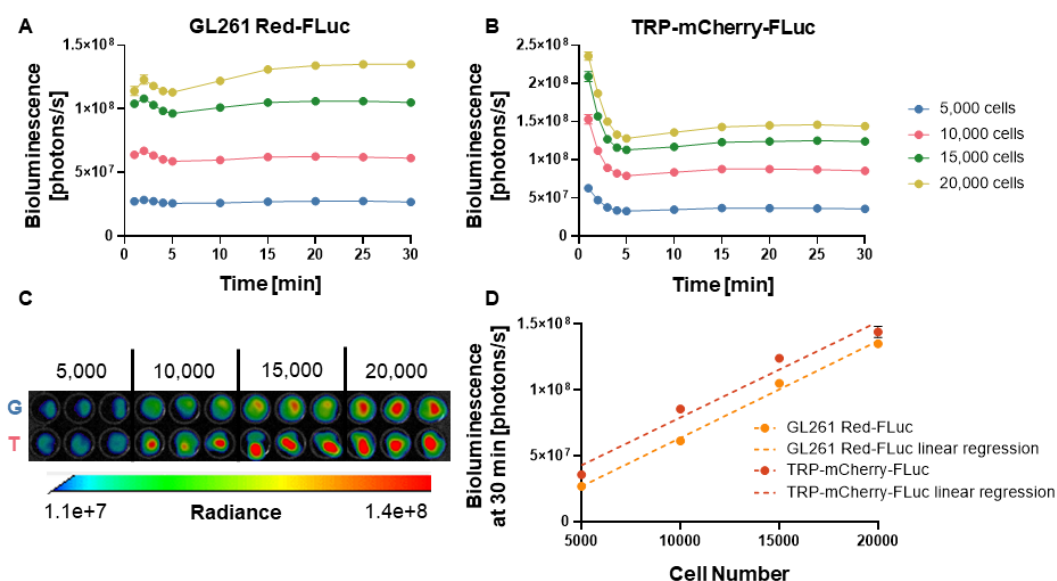 A
GL261 Red-FLuc
Bioluminescence
[photons/s]
1.5×10⁸
1×10⁸
5×10⁷
0
0 5 10 15 20 25 30
Time [min]
B
TRP-mCherry-FLuc
Bioluminescence
[photons/s]
2.5×10⁸
2×10⁸
1.5×10⁸
1×10⁸
5×10⁷
0
0 5 10 15 20 25 30
Time [min]
5,000 cells
10,000 cells
15,000 cells
20,000 cells
C
5,000 10,000 15,000 20,000
G
T
1.1e+7 Radiance 1.4e+8
D
Bioluminescence
at 30 min [photons/s]
1.5×10⁸
1×10⁸
5×10⁷
0
5000 10000 15000 20000
Cell Number
GL261 Red-FLuc
GL261 Red-FLuc linear regression
TRP-mCherry-FLuc
TRP-mCherry-FLuc linear regression